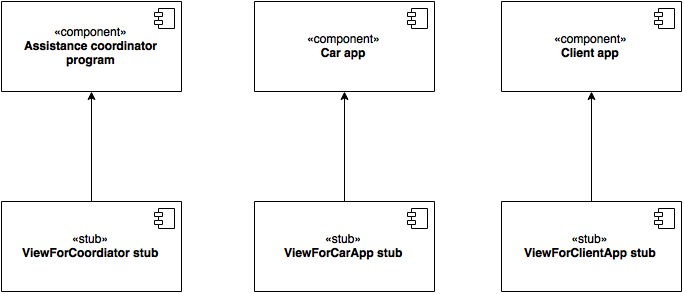 «component»
Assistance coordinator
program
«component»
Car app
«component»
Client app
«stub»
ViewForCoordiator stub
«stub»
ViewForCarApp stub
«stub»
ViewForClientApp stub